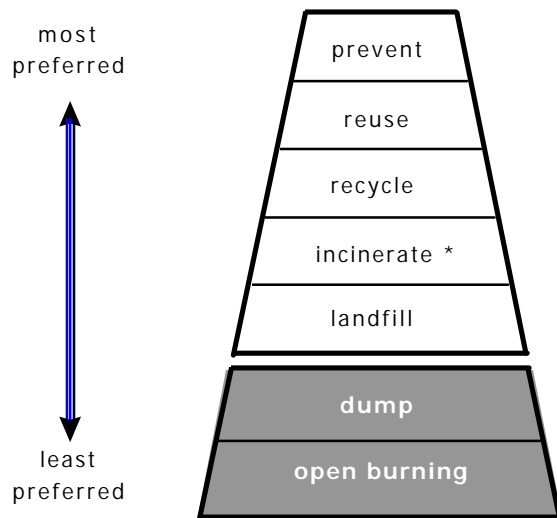 most
preferred
prevent
reuse
recycle
incinerate *
landfill
dump
open burning
least
preferred